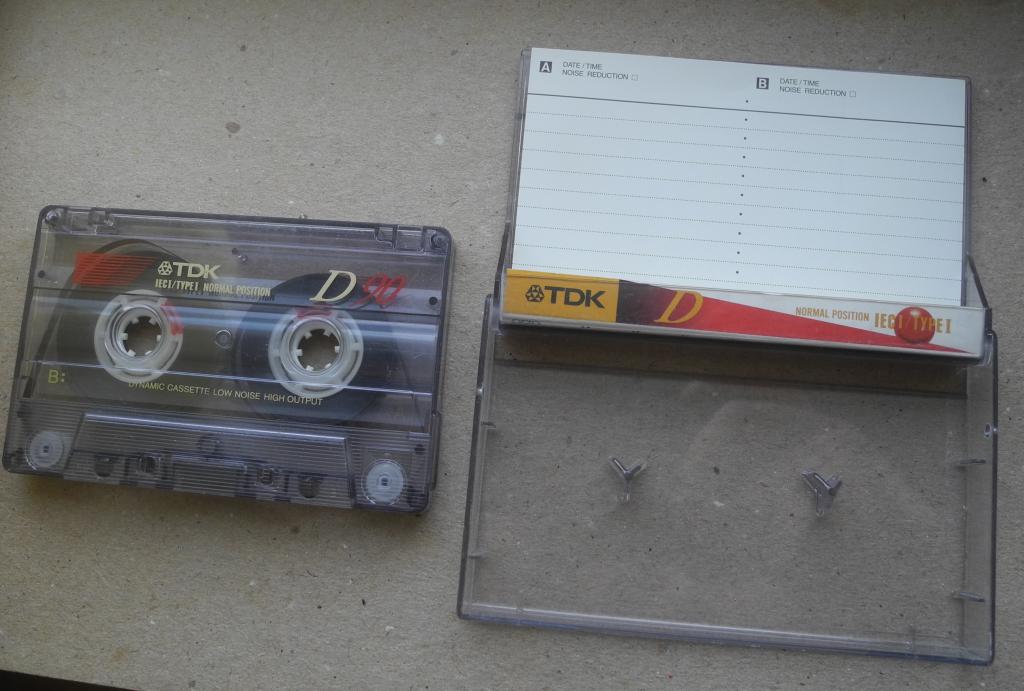 TDK
IECI/TYPE I NORMAL POSITION
D 90
B:
DYNAMIC CASSETTE LOW NOISE HIGH OUTPUT
A DATE/TIME
NOISE REDUCTION
B DATE/TIME
NOISE REDUCTION
TDK D NORMAL POSITION IECI/TYPE I